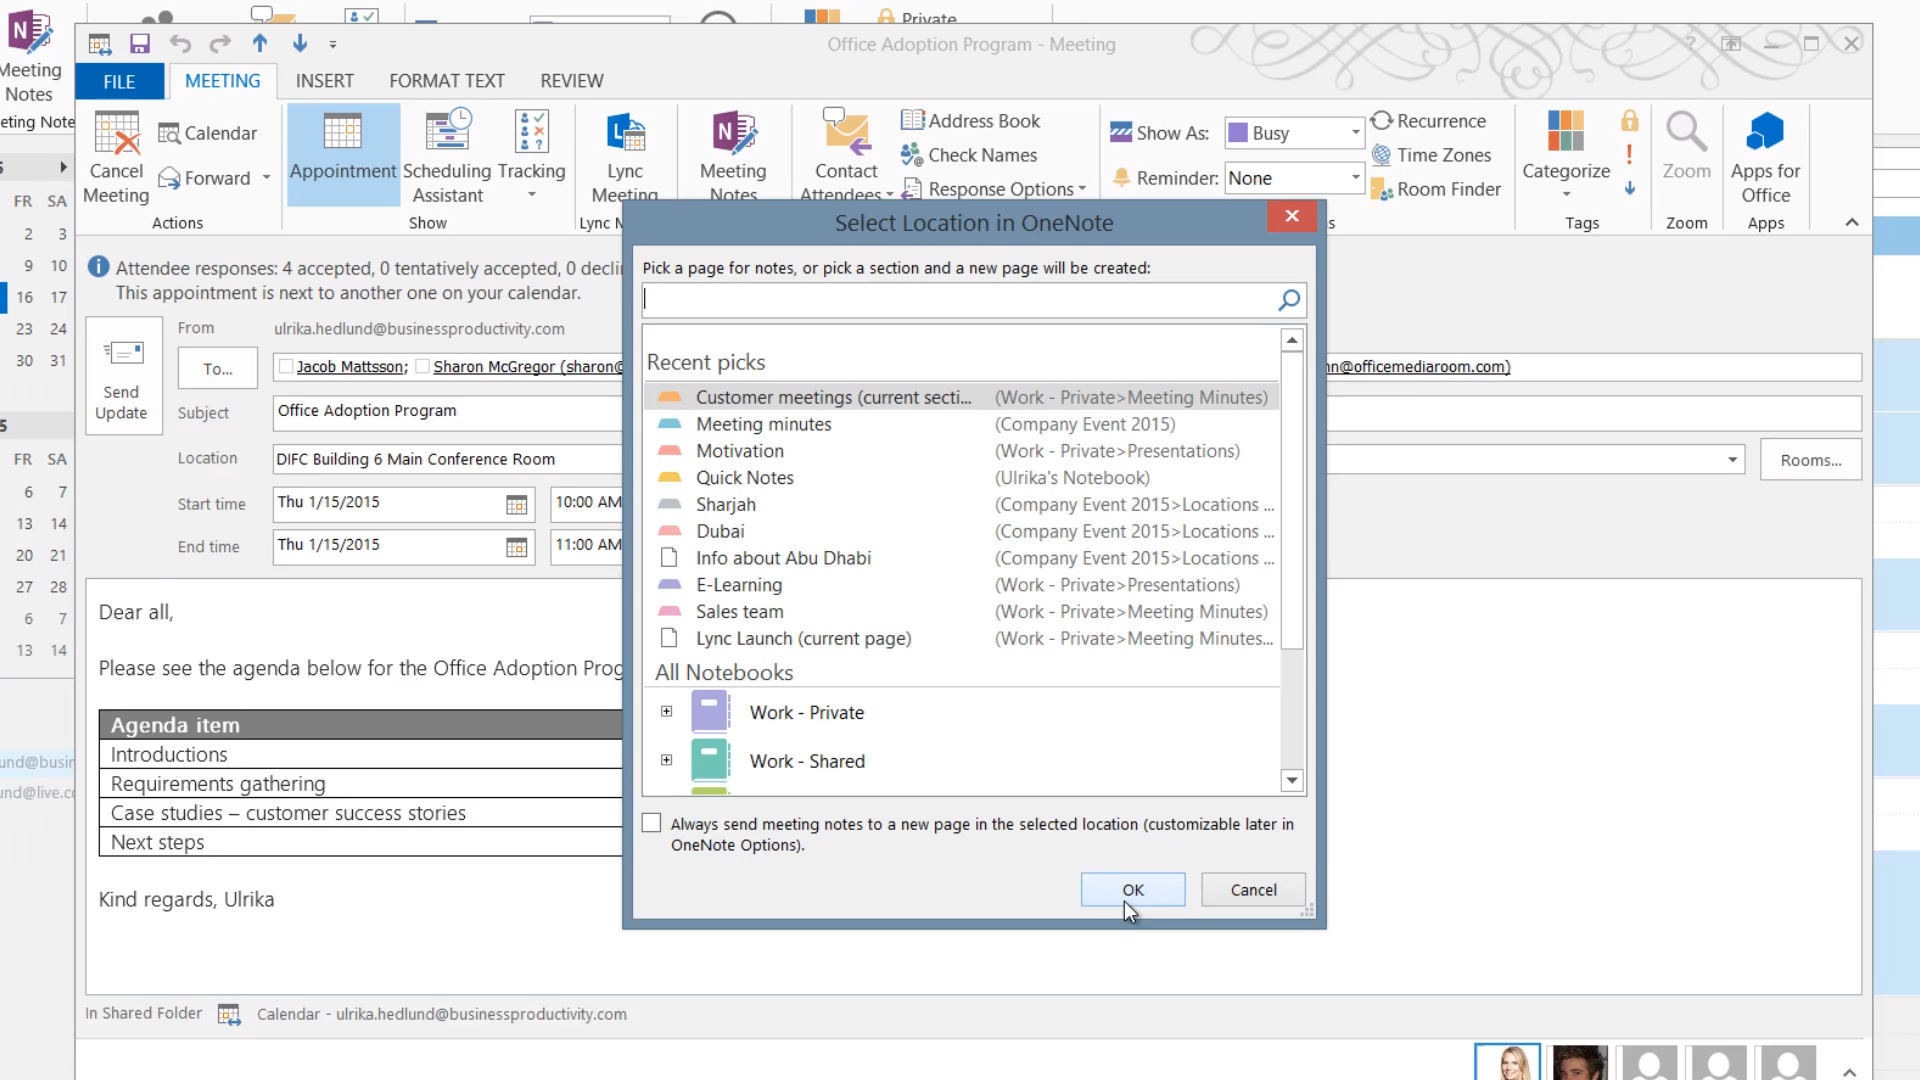 Private
Meeting
Notes
eting Note
Office Adoption Program - Meeting
?
FILE
MEETING
INSERT
FORMAT TEXT
REVIEW
Cancel
Meeting
Calendar
Forward
Actions
Appointment
Scheduling
Assistant
Tracking
Show
Lync
Meeting
Lync M
Meeting
Notes
Contact
Attendees
Address Book
Check Names
Response Options
Show As:
Busy
Reminder:
None
Recurrence
Time Zones
Room Finder
s
Categorize
Tags
Zoom
Zoom
Apps for
Office
Apps
5
FR SA
2 3
9 10
16 17
23 24
30 31
5
FR SA
6 7
13 14
20 21
27 28
6 7
13 14
und@busin
nd@live.co
Attendee responses: 4 accepted, 0 tentatively accepted, 0 decli
This appointment is next to another one on your calendar.
Send
Update
From
ulrika.hedlund@businessproductivity.com
To...
Jacob Mattsson; Sharon McGregor (sharon@
nn@officemediaroom.com)
Subject
Office Adoption Program
Location
DIFC Building 6 Main Conference Room
Rooms...
Start time
Thu 1/15/2015
10:00 AM
End time
Thu 1/15/2015
11:00 AM
Dear all,
Please see the agenda below for the Office Adoption Prog
Agenda item
Introductions
Requirements gathering
Case studies – customer success stories
Next steps
Kind regards, Ulrika
Select Location in OneNote
Pick a page for notes, or pick a section and a new page will be created:
Recent picks
Customer meetings (current secti... (Work - Private>Meeting Minutes)
Meeting minutes (Company Event 2015)
Motivation (Work - Private>Presentations)
Quick Notes (Ulrika's Notebook)
Sharjah (Company Event 2015>Locations ...
Dubai (Company Event 2015>Locations ...
Info about Abu Dhabi (Company Event 2015>Locations ...
E-Learning (Work - Private>Presentations)
Sales team (Work - Private>Meeting Minutes)
Lync Launch (current page) (Work - Private>Meeting Minutes...
All Notebooks
Work - Private
Work - Shared
Always send meeting notes to a new page in the selected location (customizable later in
OneNote Options).
OK
Cancel
In Shared Folder
Calendar - ulrika.hedlund@businessproductivity.com